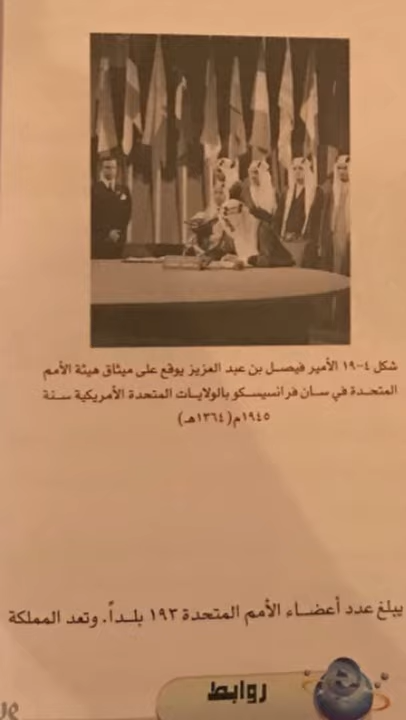 شكل ٤-١٩ الأمير فيصل بن عبد العزيز يوقع على ميثاق هيئة الأمم
المتحدة في سان فرانسيسكو بالولايات المتحدة الأمريكية سنة
١٩٤٥م(١٣٦٤هـ)
يبلغ عدد أعضاء الأمم المتحدة ١٩٣ بلداً. وتعد المملكة
روابط